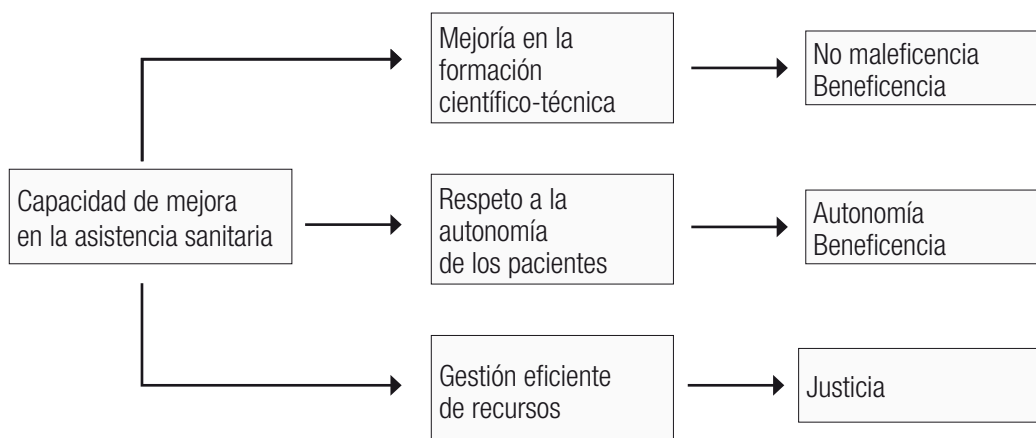 Mejoría en la
formación
científico-técnica
No maleficencia
Beneficencia
Capacidad de mejora
en la asistencia sanitaria
Respeto a la
autonomía
de los pacientes
Autonomía
Beneficencia
Gestión eficiente
de recursos
Justicia